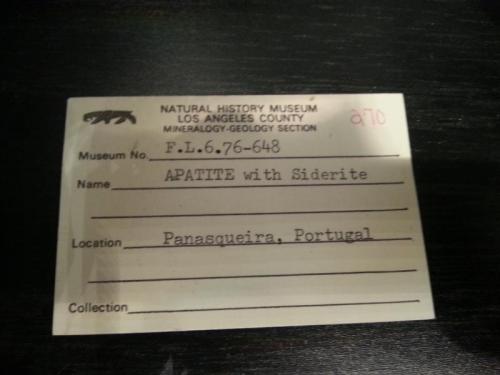 NATURAL HISTORY MUSEUM
LOS ANGELES COUNTY
MINERALOGY-GEOLOGY SECTION
270
Museum No. F.L.6.76-648
Name APATITE with Siderite
Location Panasqueira, Portugal
Collection